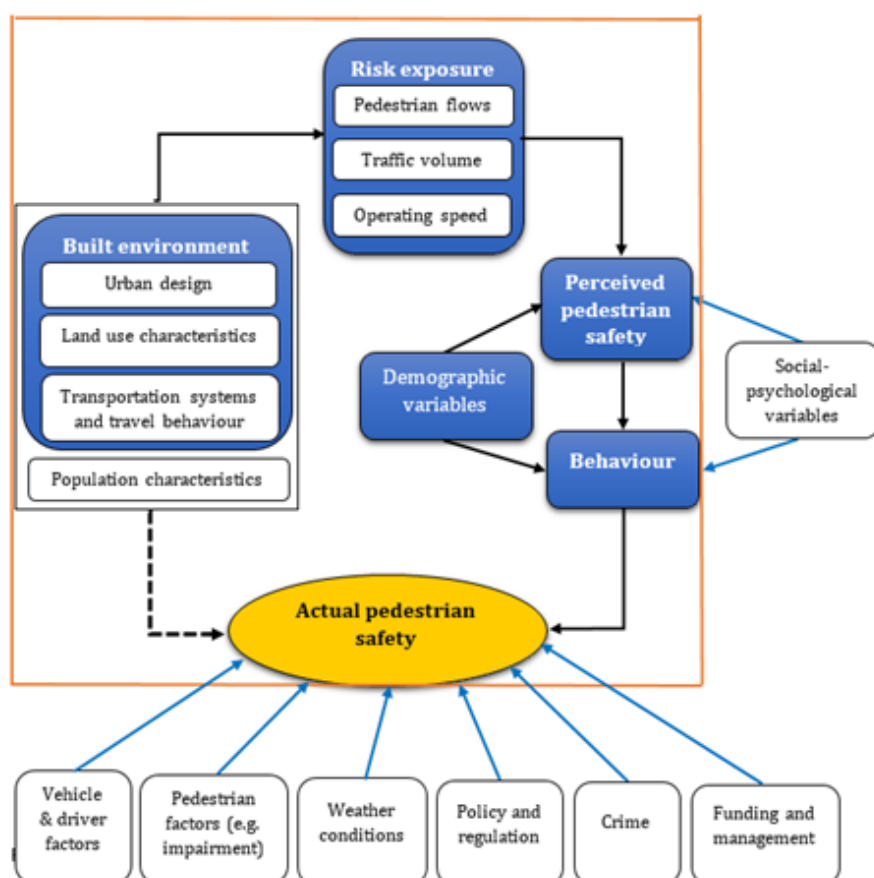 Risk exposure
Pedestrian flows
Traffic volume
Operating speed
Built environment
Urban design
Land use characteristics
Transportation systems
and travel behaviour
Population characteristics
Perceived
pedestrian
safety
Demographic
variables
Social-
psychological
variables
Behaviour
Actual pedestrian
safety
Vehicle
& driver
factors
Pedestrian
factors (e.g.
impairment)
Weather
conditions
Policy and
regulation
Crime
Funding and
management